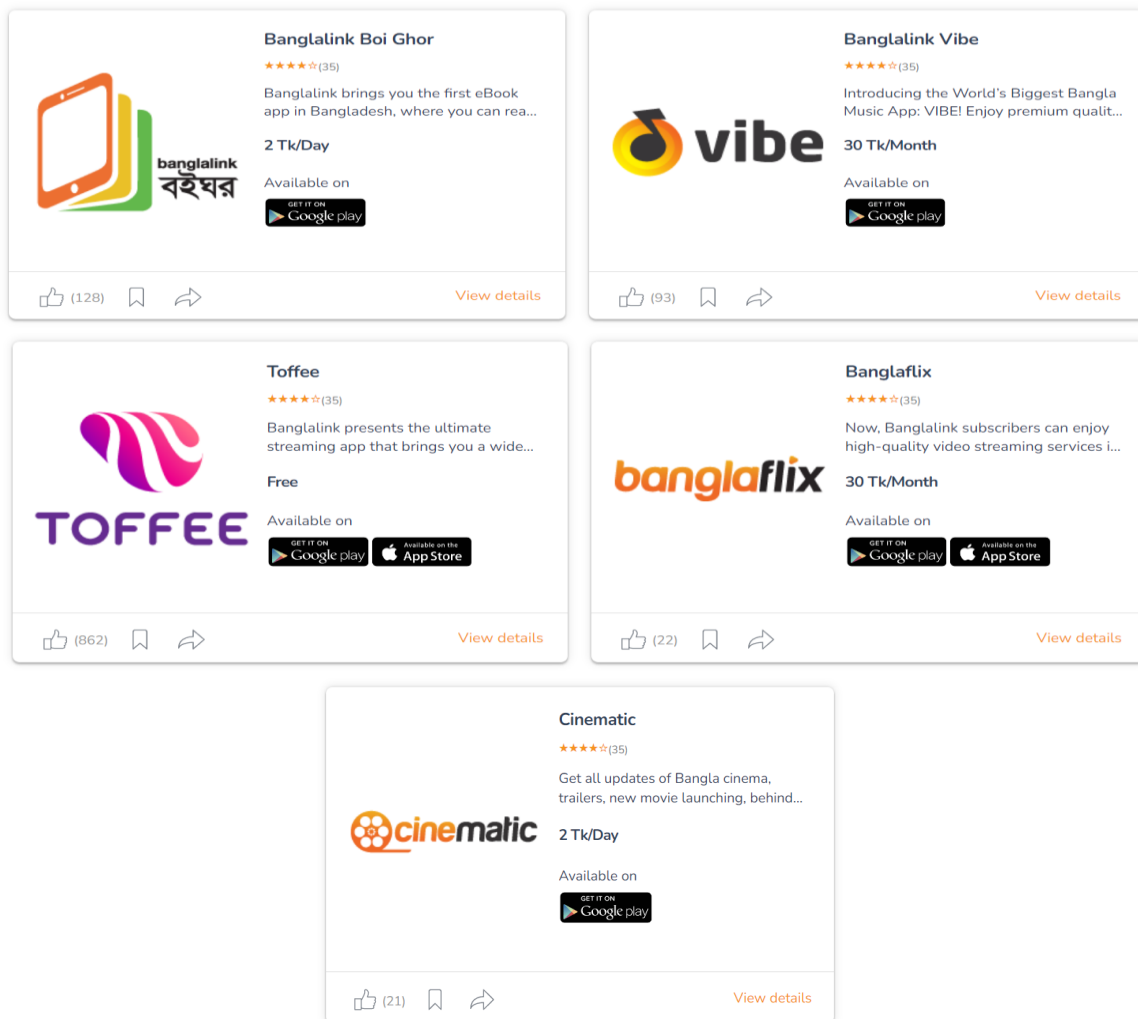 Banglalink Boi Ghor
★★★★☆(35)
Banglalink brings you the first eBook
app in Bangladesh, where you can rea...
2 Tk/Day
Available on
GET IT ON
Google play
banglalink
বইঘর
(128)
View details
Banglalink Vibe
★★★★☆(35)
Introducing the World's Biggest Bangla
Music App: VIBE! Enjoy premium qualit...
30 Tk/Month
Available on
GET IT ON
Google play
vibe
(93)
View details
Toffee
★★★★☆(35)
Banglalink presents the ultimate
streaming app that brings you a wide...
Free
Available on
GET IT ON
Google play
Available on the
App Store
TOFFEE
(862)
View details
Banglaflix
★★★★☆(35)
Now, Banglalink subscribers can enjoy
high-quality video streaming services i...
30 Tk/Month
Available on
GET IT ON
Google play
Available on the
App Store
banglaflix
(22)
View details
Cinematic
★★★★☆(35)
Get all updates of Bangla cinema,
trailers, new movie launching, behind...
2 Tk/Day
Available on
GET IT ON
Google play
cinematic
(21)
View details